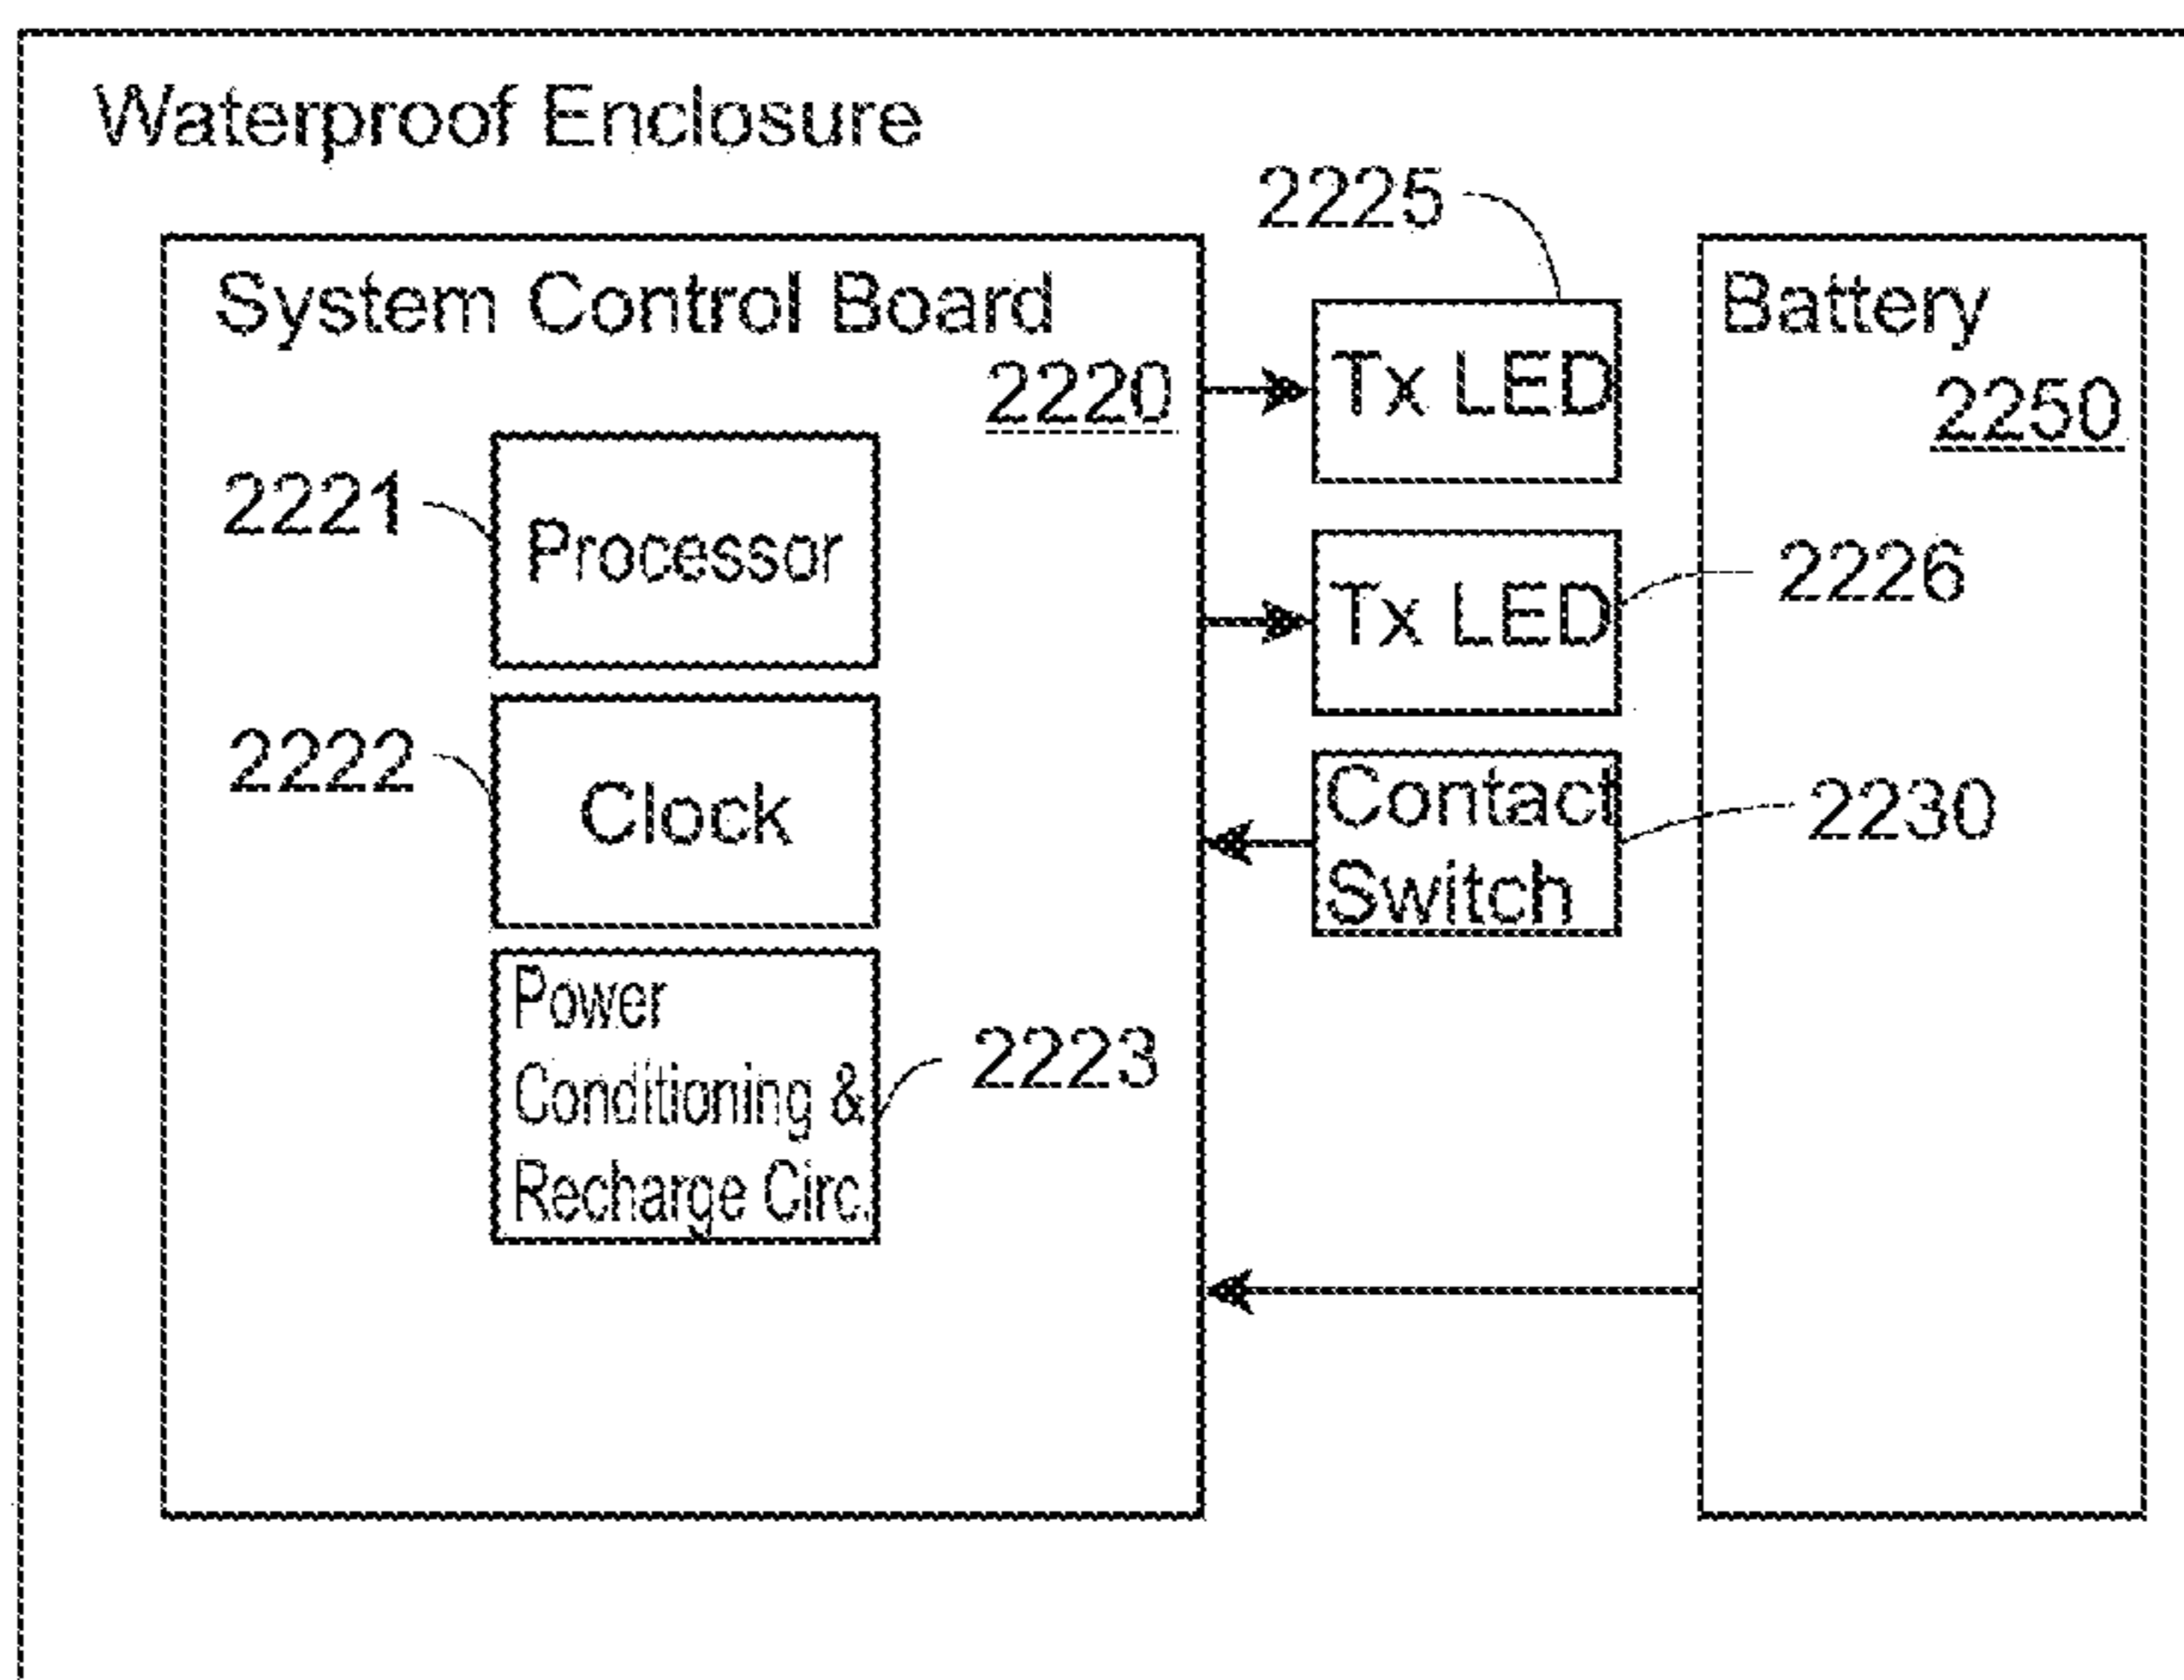 Waterproof Enclosure
2225
System Control Board
2220
Tx LED
Battery
2250
2221
Processor
Tx LED
2226
2222
Clock
Contact
Switch
2230
Power
Conditioning &
Recharge Circ.
2223